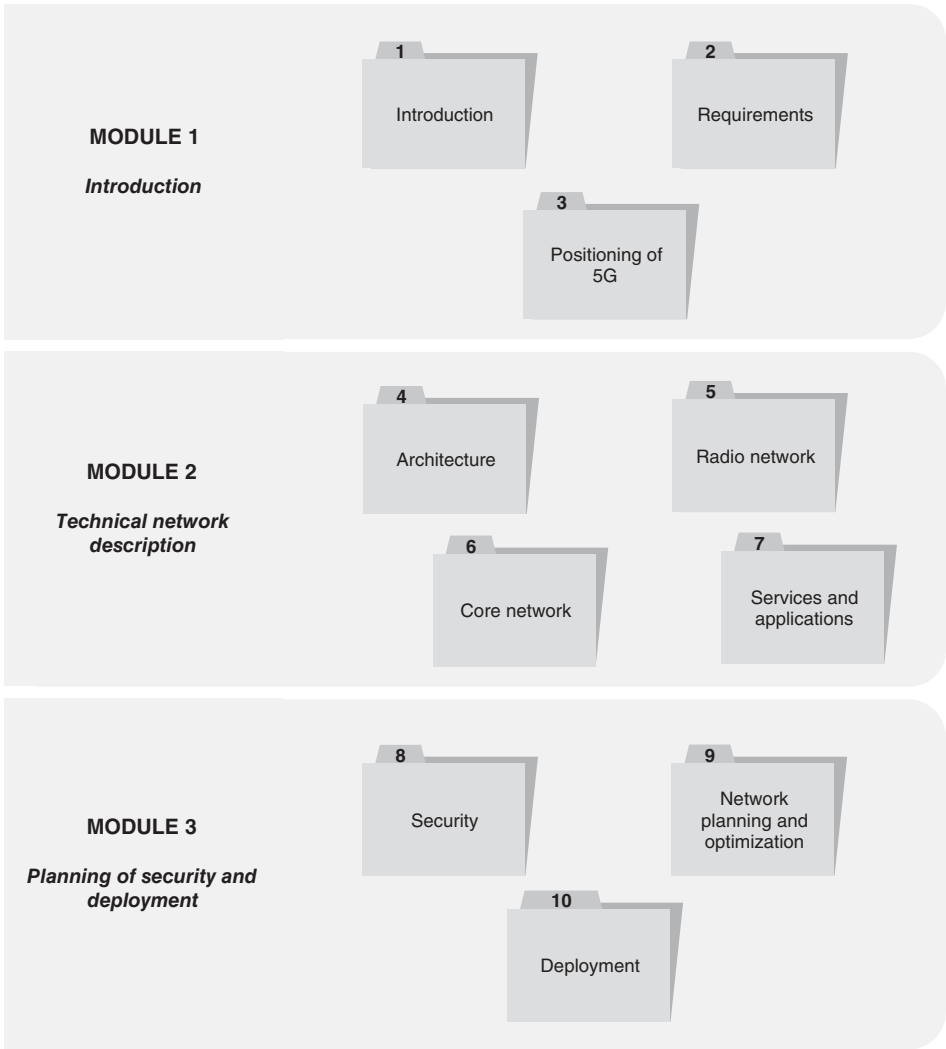 MODULE 1
Introduction
1
Introduction
2
Requirements
3
Positioning of
5G
MODULE 2
Technical network
description
4
Architecture
5
Radio network
6
Core network
7
Services and
applications
MODULE 3
Planning of security and
deployment
8
Security
9
Network
planning and
optimization
10
Deployment